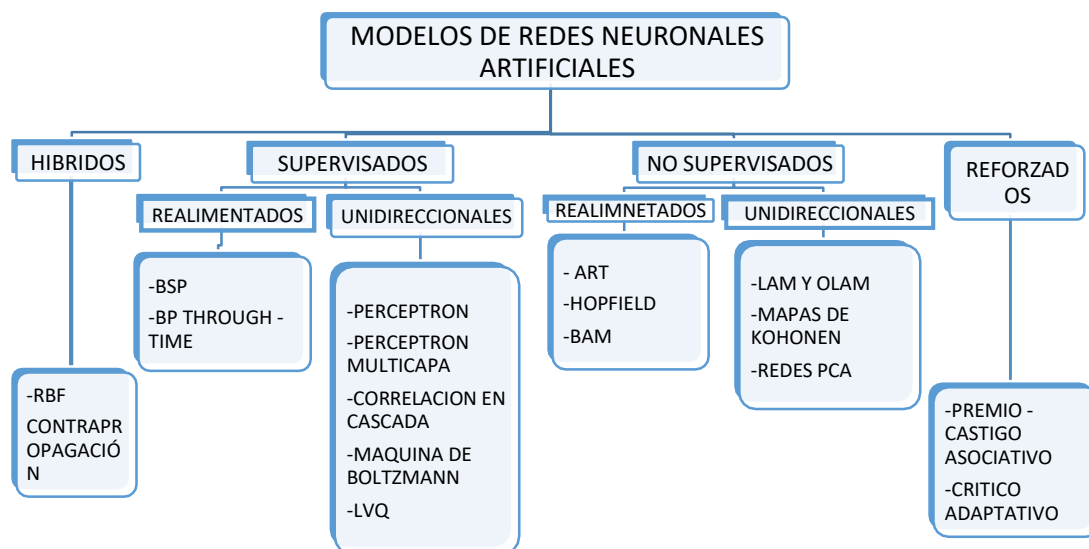 MODELOS DE REDES NEURONALES
ARTIFICIALES
HIBRIDOS
SUPERVISADOS
NO SUPERVISADOS
REFORZAD
OS
REALIMENTADOS
UNIDIRECCIONALES
REALIMNETADOS
UNIDIRECCIONALES
-RBF
CONTRAPR
OPAGACIÓ
N
-BSP
-BP THROUGH -
TIME
-PERCEPTRON
-PERCEPTRON
MULTICAPA
-CORRELACION EN
CASCADA
-MAQUINA DE
BOLTZMANN
-LVQ
- ART
-HOPFIELD
-BAM
-LAM Y OLAM
-MAPAS DE
KOHONEN
-REDES PCA
-PREMIO -
CASTIGO
ASOCIATIVO
-CRITICO
ADAPTATIVO